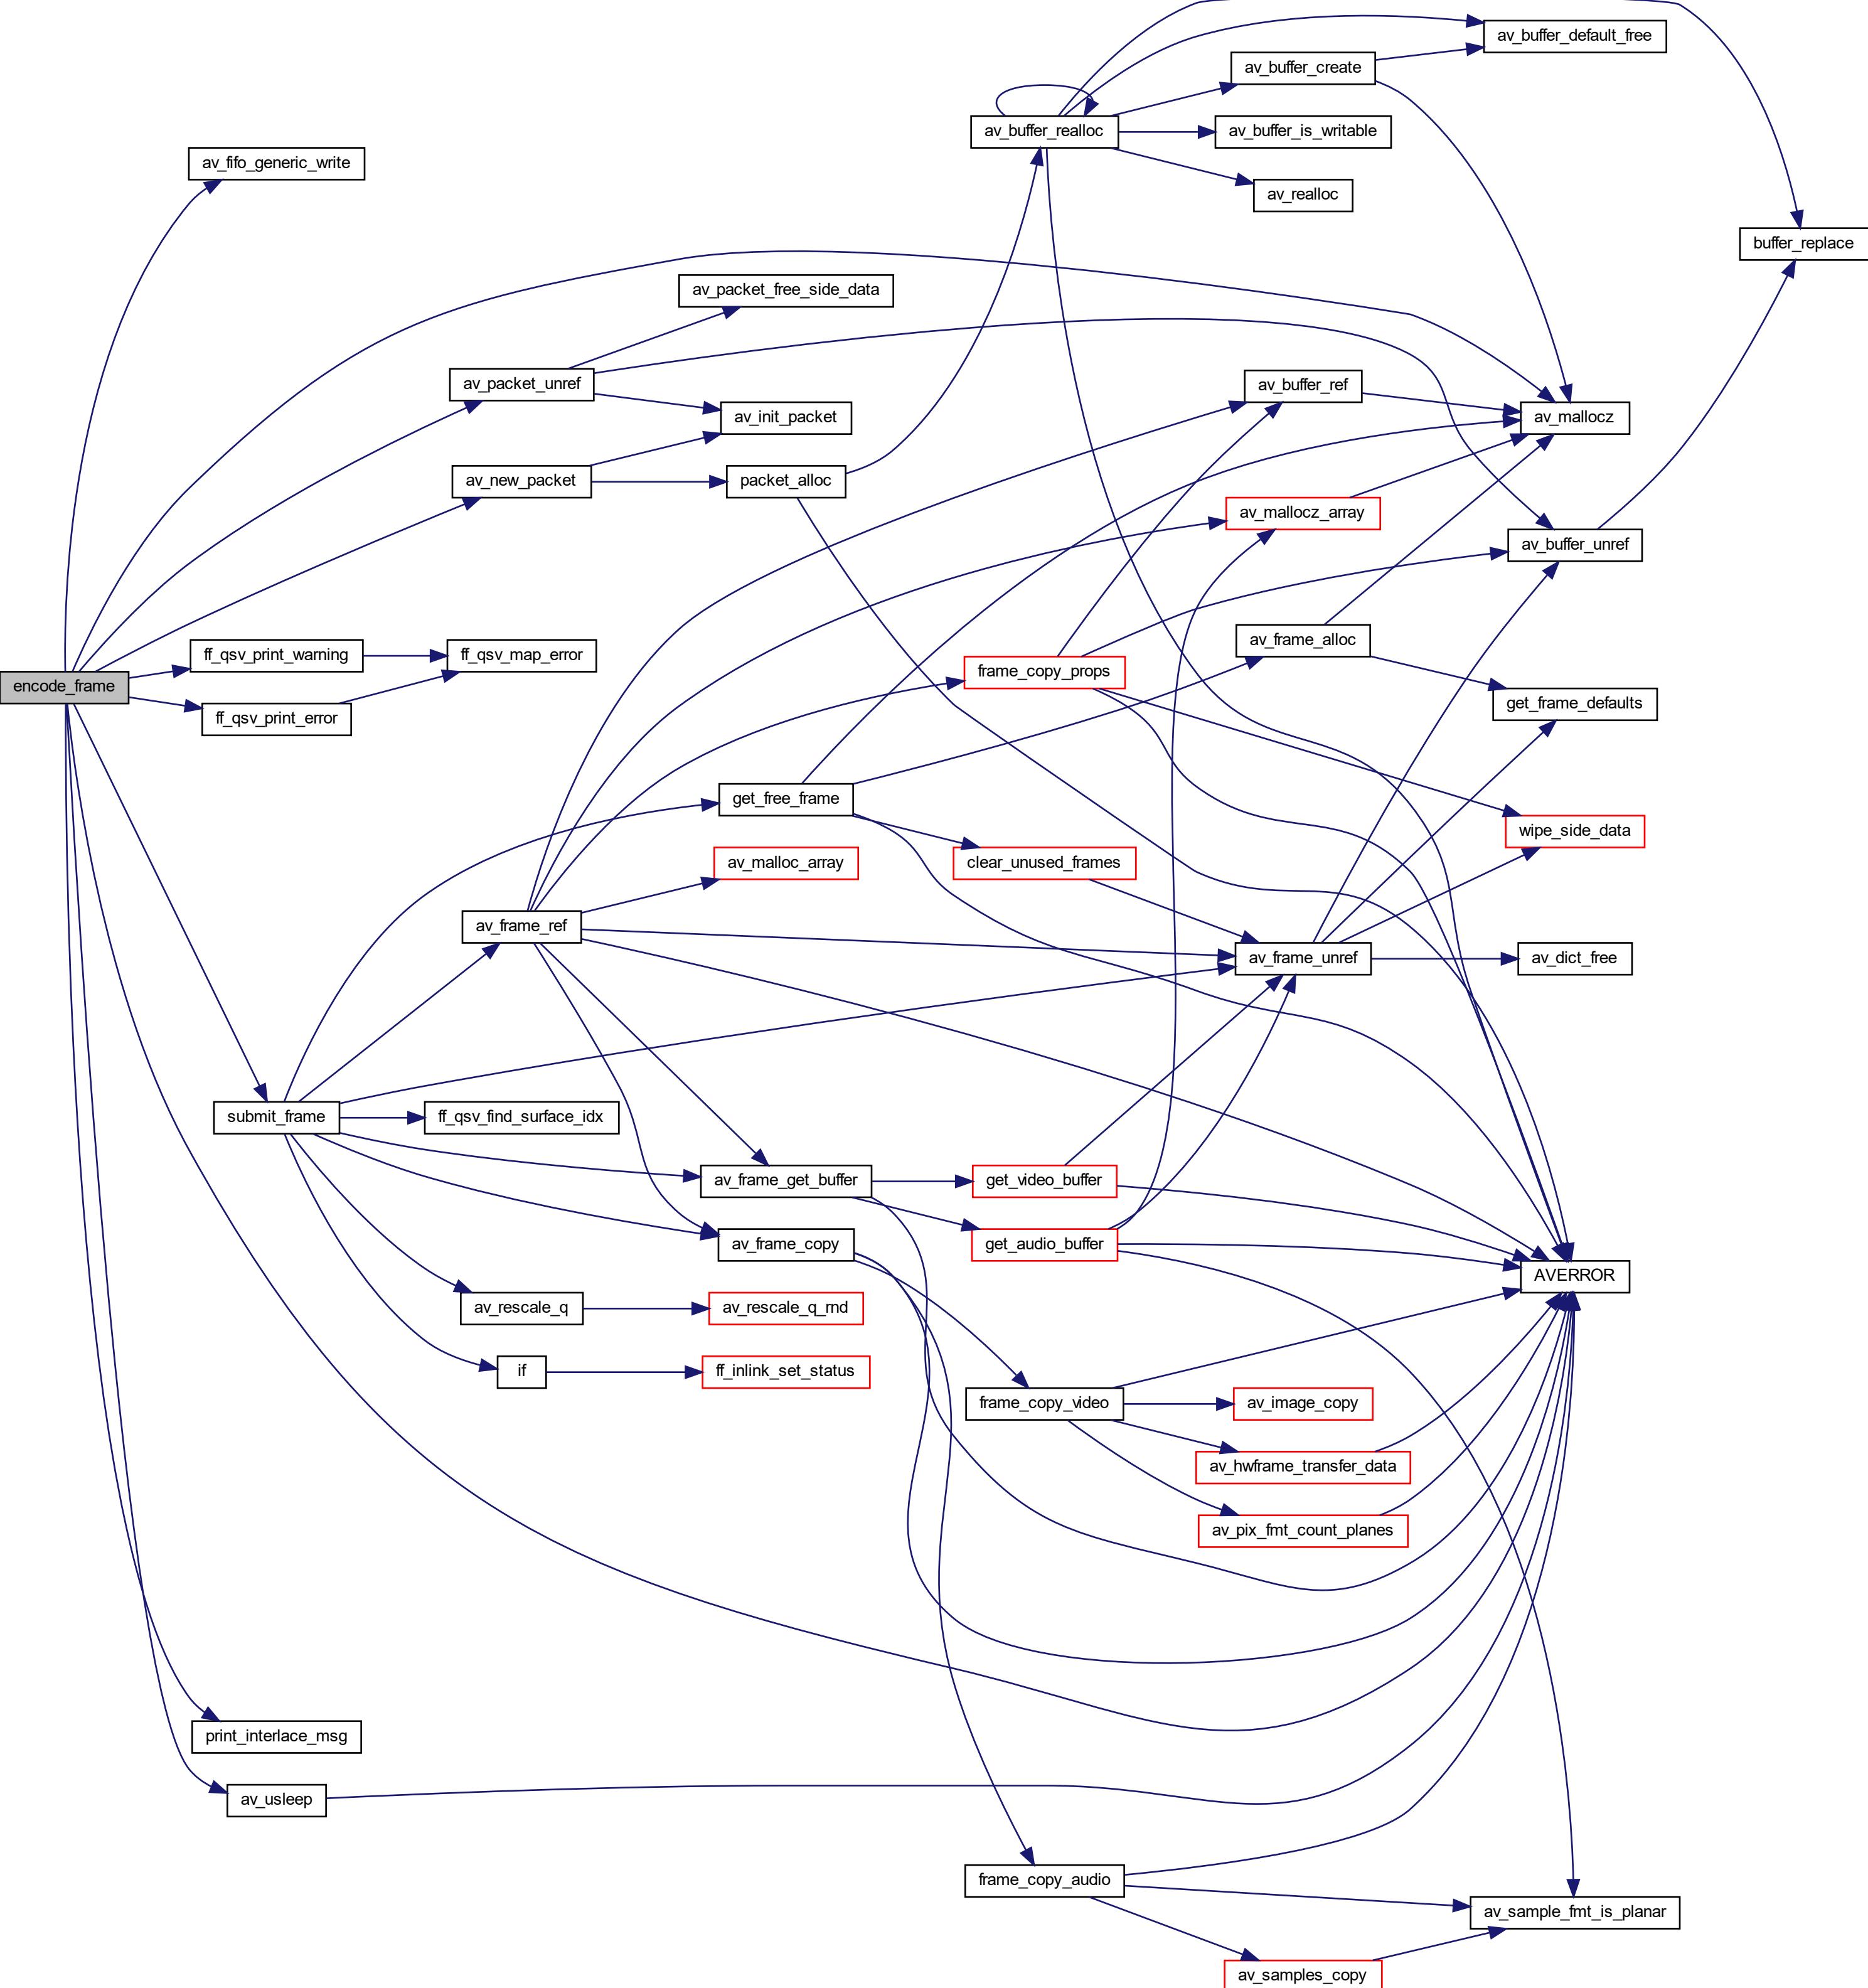 av_buffer_default_free
av_buffer_create
av_buffer_realloc
av_buffer_is_writable
av_fifo_generic_write
av_realloc
buffer_replace
av_packet_free_side_data
av_packet_unref
av_buffer_ref
av_init_packet
av_mallocz
av_new_packet
packet_alloc
av_mallocz_array
av_buffer_unref
av_frame_alloc
ff_qsv_print_warning
ff_qsv_map_error
frame_copy_props
encode_frame
get_frame_defaults
ff_qsv_print_error
get_free_frame
wipe_side_data
av_malloc_array
clear_unused_frames
av_frame_ref
av_frame_unref
av_dict_free
submit_frame
ff_qsv_find_surface_idx
av_frame_get_buffer
get_video_buffer
av_frame_copy
get_audio_buffer
AVERROR
av_rescale_q
av_rescale_q_rnd
if
ff_inlink_set_status
frame_copy_video
av_image_copy
av_hwframe_transfer_data
av_pix_fmt_count_planes
print_interlace_msg
av_usleep
frame_copy_audio
av_sample_fmt_is_planar
av_samples_copy